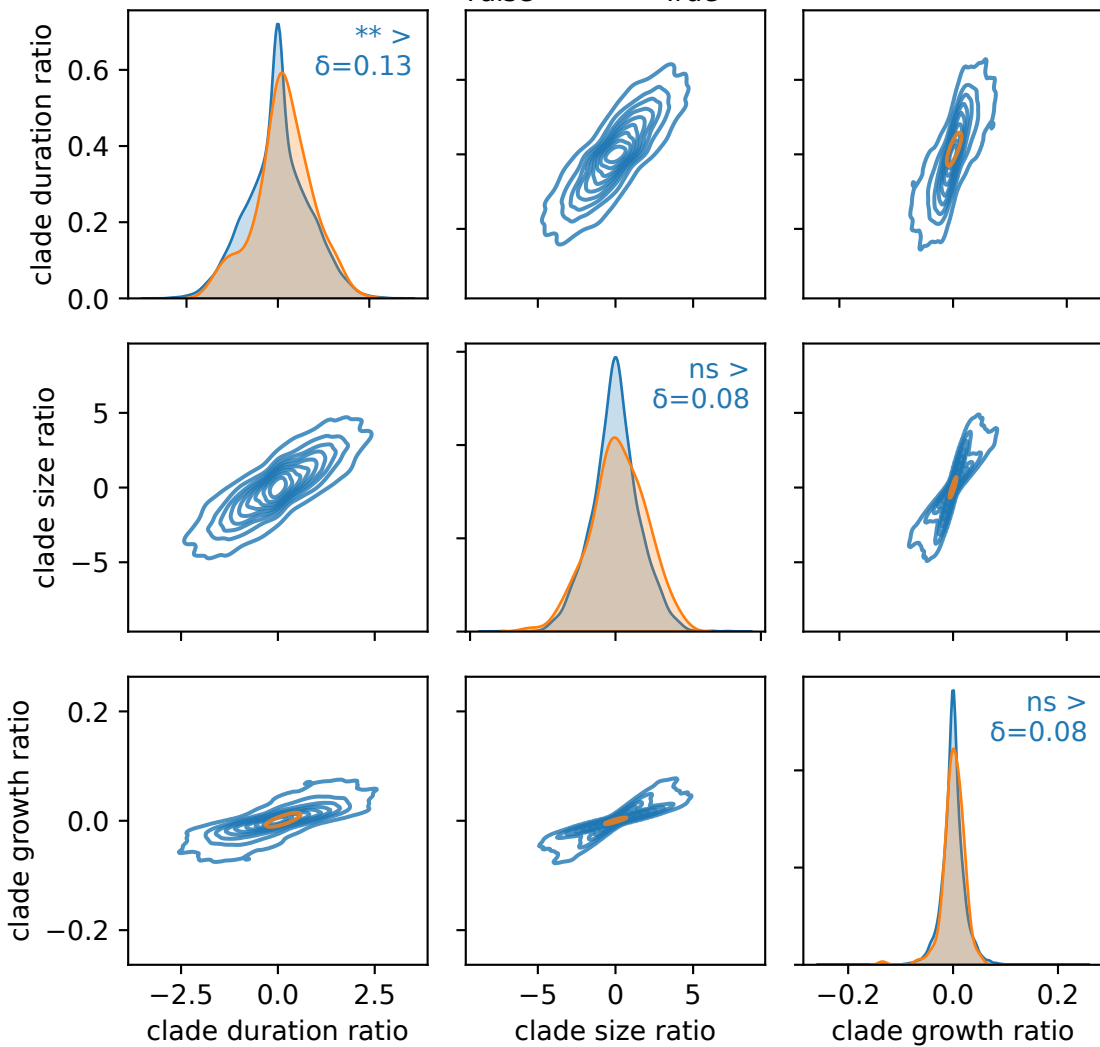 ** >
δ=0.13
clade duration ratio
0.6
0.4
0.2
0.0
ns >
δ=0.08
clade size ratio
5
0
−5
ns >
δ=0.08
clade growth ratio
0.2
0.0
−0.2
−2.5 0.0 2.5
−5 0 5
−0.2 0.0 0.2
clade duration ratio
clade size ratio
clade growth ratio